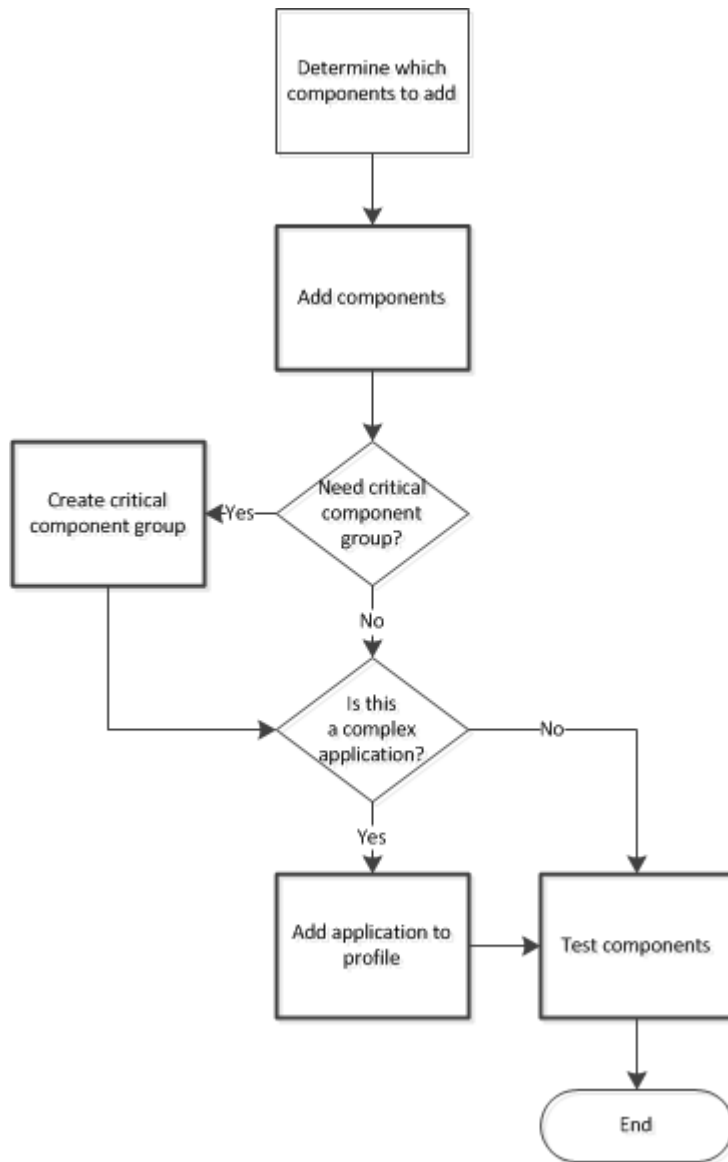 Determine which
components to add
Add components
Need critical
component
group?
Yes
Create critical
component group
No
Is this
a complex
application?
No
Yes
Add application to
profile
Test components
End